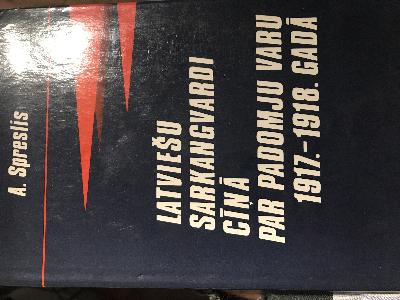 A. Spreslis
LATVIEŠU
SARKANGVARDI
CĪŅĀ
PAR PADOMJU VARU
1917.-1918. GADĀ